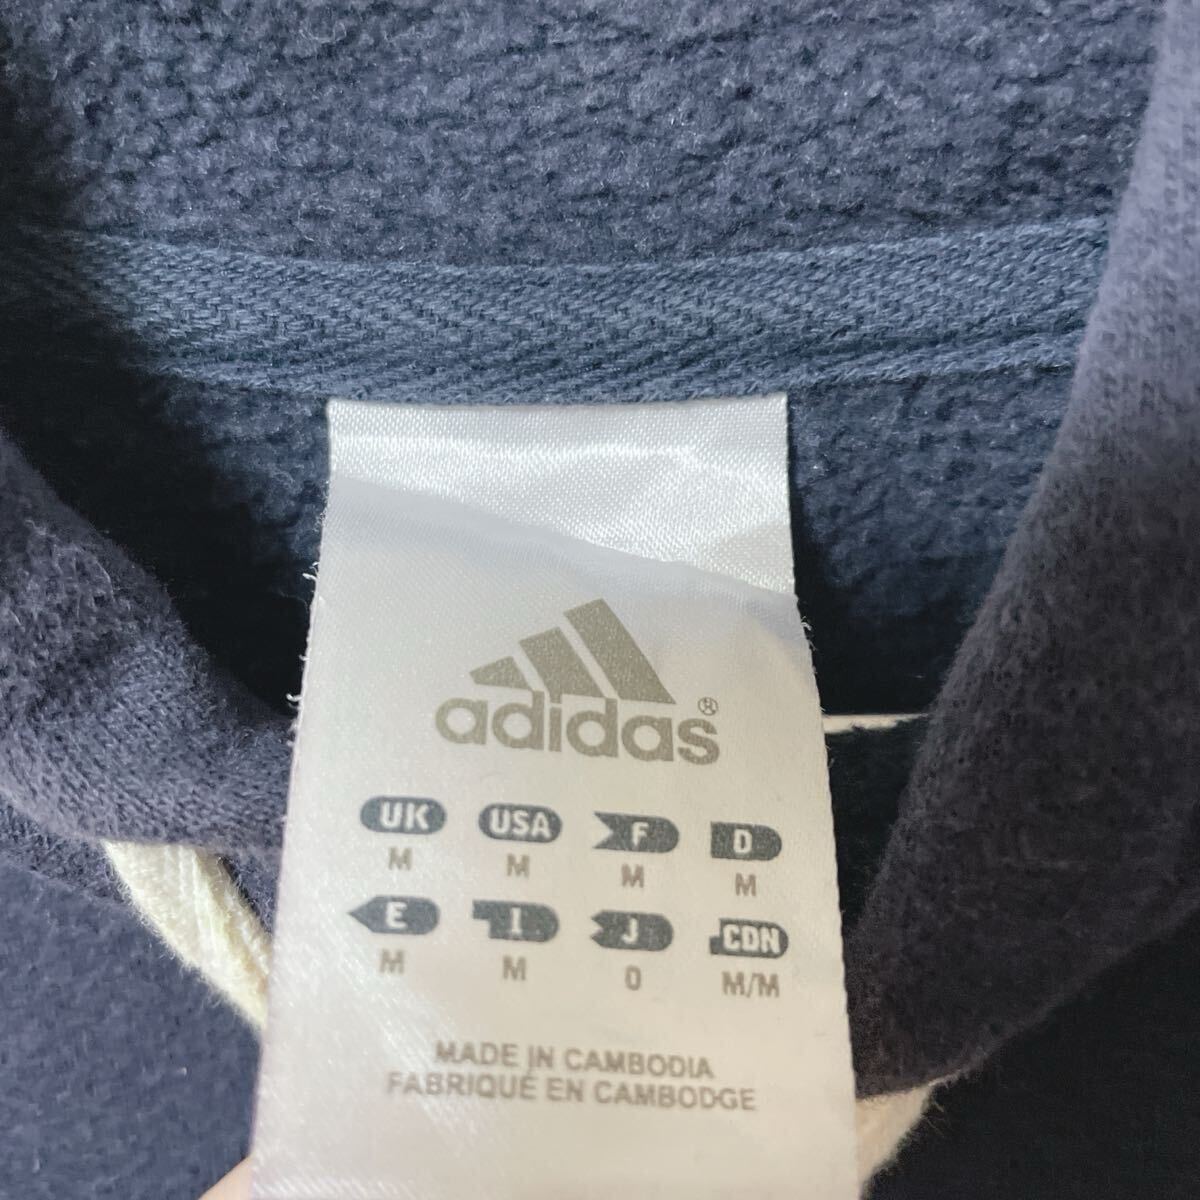 adidas®
UK USA F D
M M M M
E I J CDN
M M O M/M
MADE IN CAMBODIA
FABRIQUÉ EN CAMBODGE